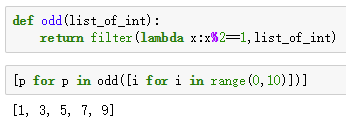 def odd(list_of_int):
    return filter(lambda x:x%2==1,list_of_int)
[p for p in odd([i for i in range(0,10)])]
[1, 3, 5, 7, 9]